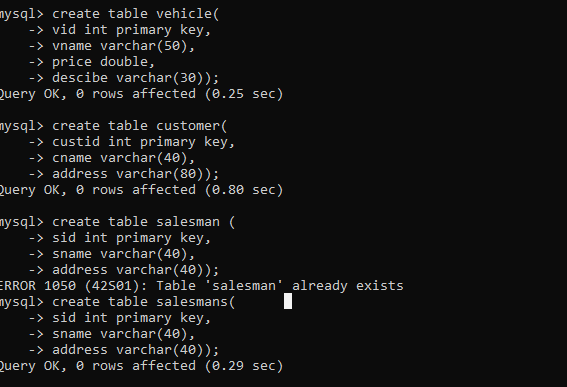 mysql> create table vehicle(
-> vid int primary key,
-> vname varchar(50),
-> price double,
-> descibe varchar(30));
Query OK, 0 rows affected (0.25 sec)
mysql> create table customer(
-> custid int primary key,
-> cname varchar(40),
-> address varchar(80));
Query OK, 0 rows affected (0.80 sec)
mysql> create table salesman (
-> sid int primary key,
-> sname varchar(40),
-> address varchar(40));
ERROR 1050 (42S01): Table 'salesman' already exists
mysql> create table salesmans(
-> sid int primary key,
-> sname varchar(40),
-> address varchar(40));
Query OK, 0 rows affected (0.29 sec)